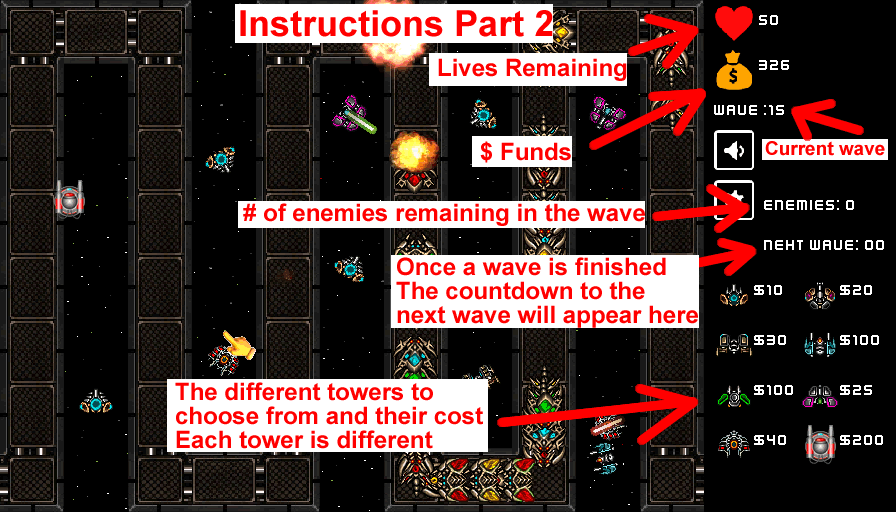 Instructions Part 2
50
Lives Remaining
326
WAVE :15
Current wave
$ Funds
# of enemies remaining in the wave
ENEMIES: 0
NEXT WAVE: 00
Once a wave is finished
The countdown to the
next wave will appear here
$10 $20
$30 $100
The different towers to
choose from and their cost
Each tower is different
$100 $25
$40 $200